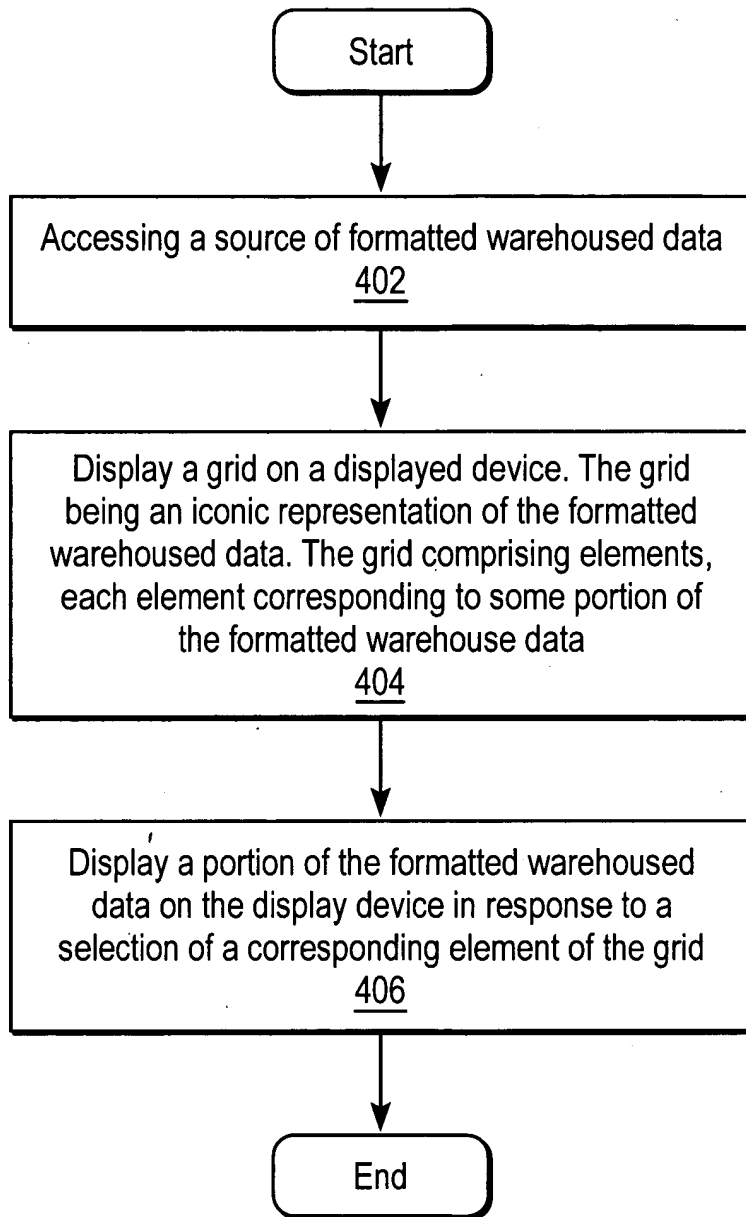 Start
Accessing a source of formatted warehoused data
402
Display a grid on a displayed device. The grid
being an iconic representation of the formatted
warehoused data. The grid comprising elements,
each element corresponding to some portion of
the formatted warehouse data
404
Display a portion of the formatted warehoused
data on the display device in response to a
selection of a corresponding element of the grid
406
End